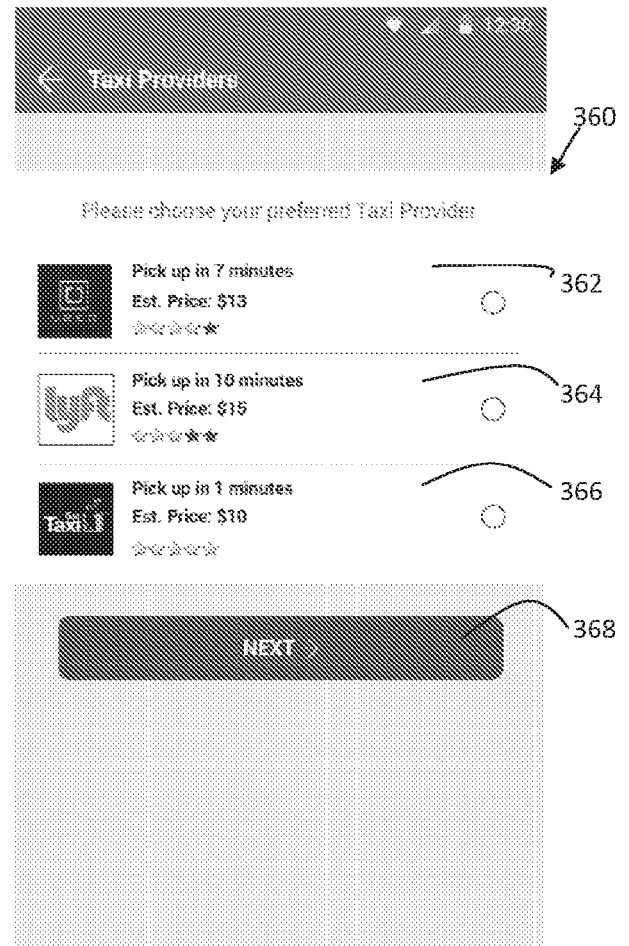 12:30
Taxi Providers
360
Please choose your preferred Taxi Provider
Pick up in 7 minutes
362
Est. Price: $13
Pick up in 10 minutes
364
lyft
Est. Price: $15
Pick up in 1 minutes
366
Taxi
Est. Price: $10
NEXT >
368